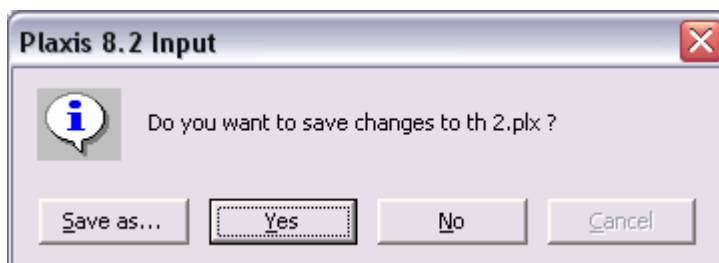 Plaxis 8.2 Input
Do you want to save changes to th 2.plx ?
Save as... Yes No Cancel